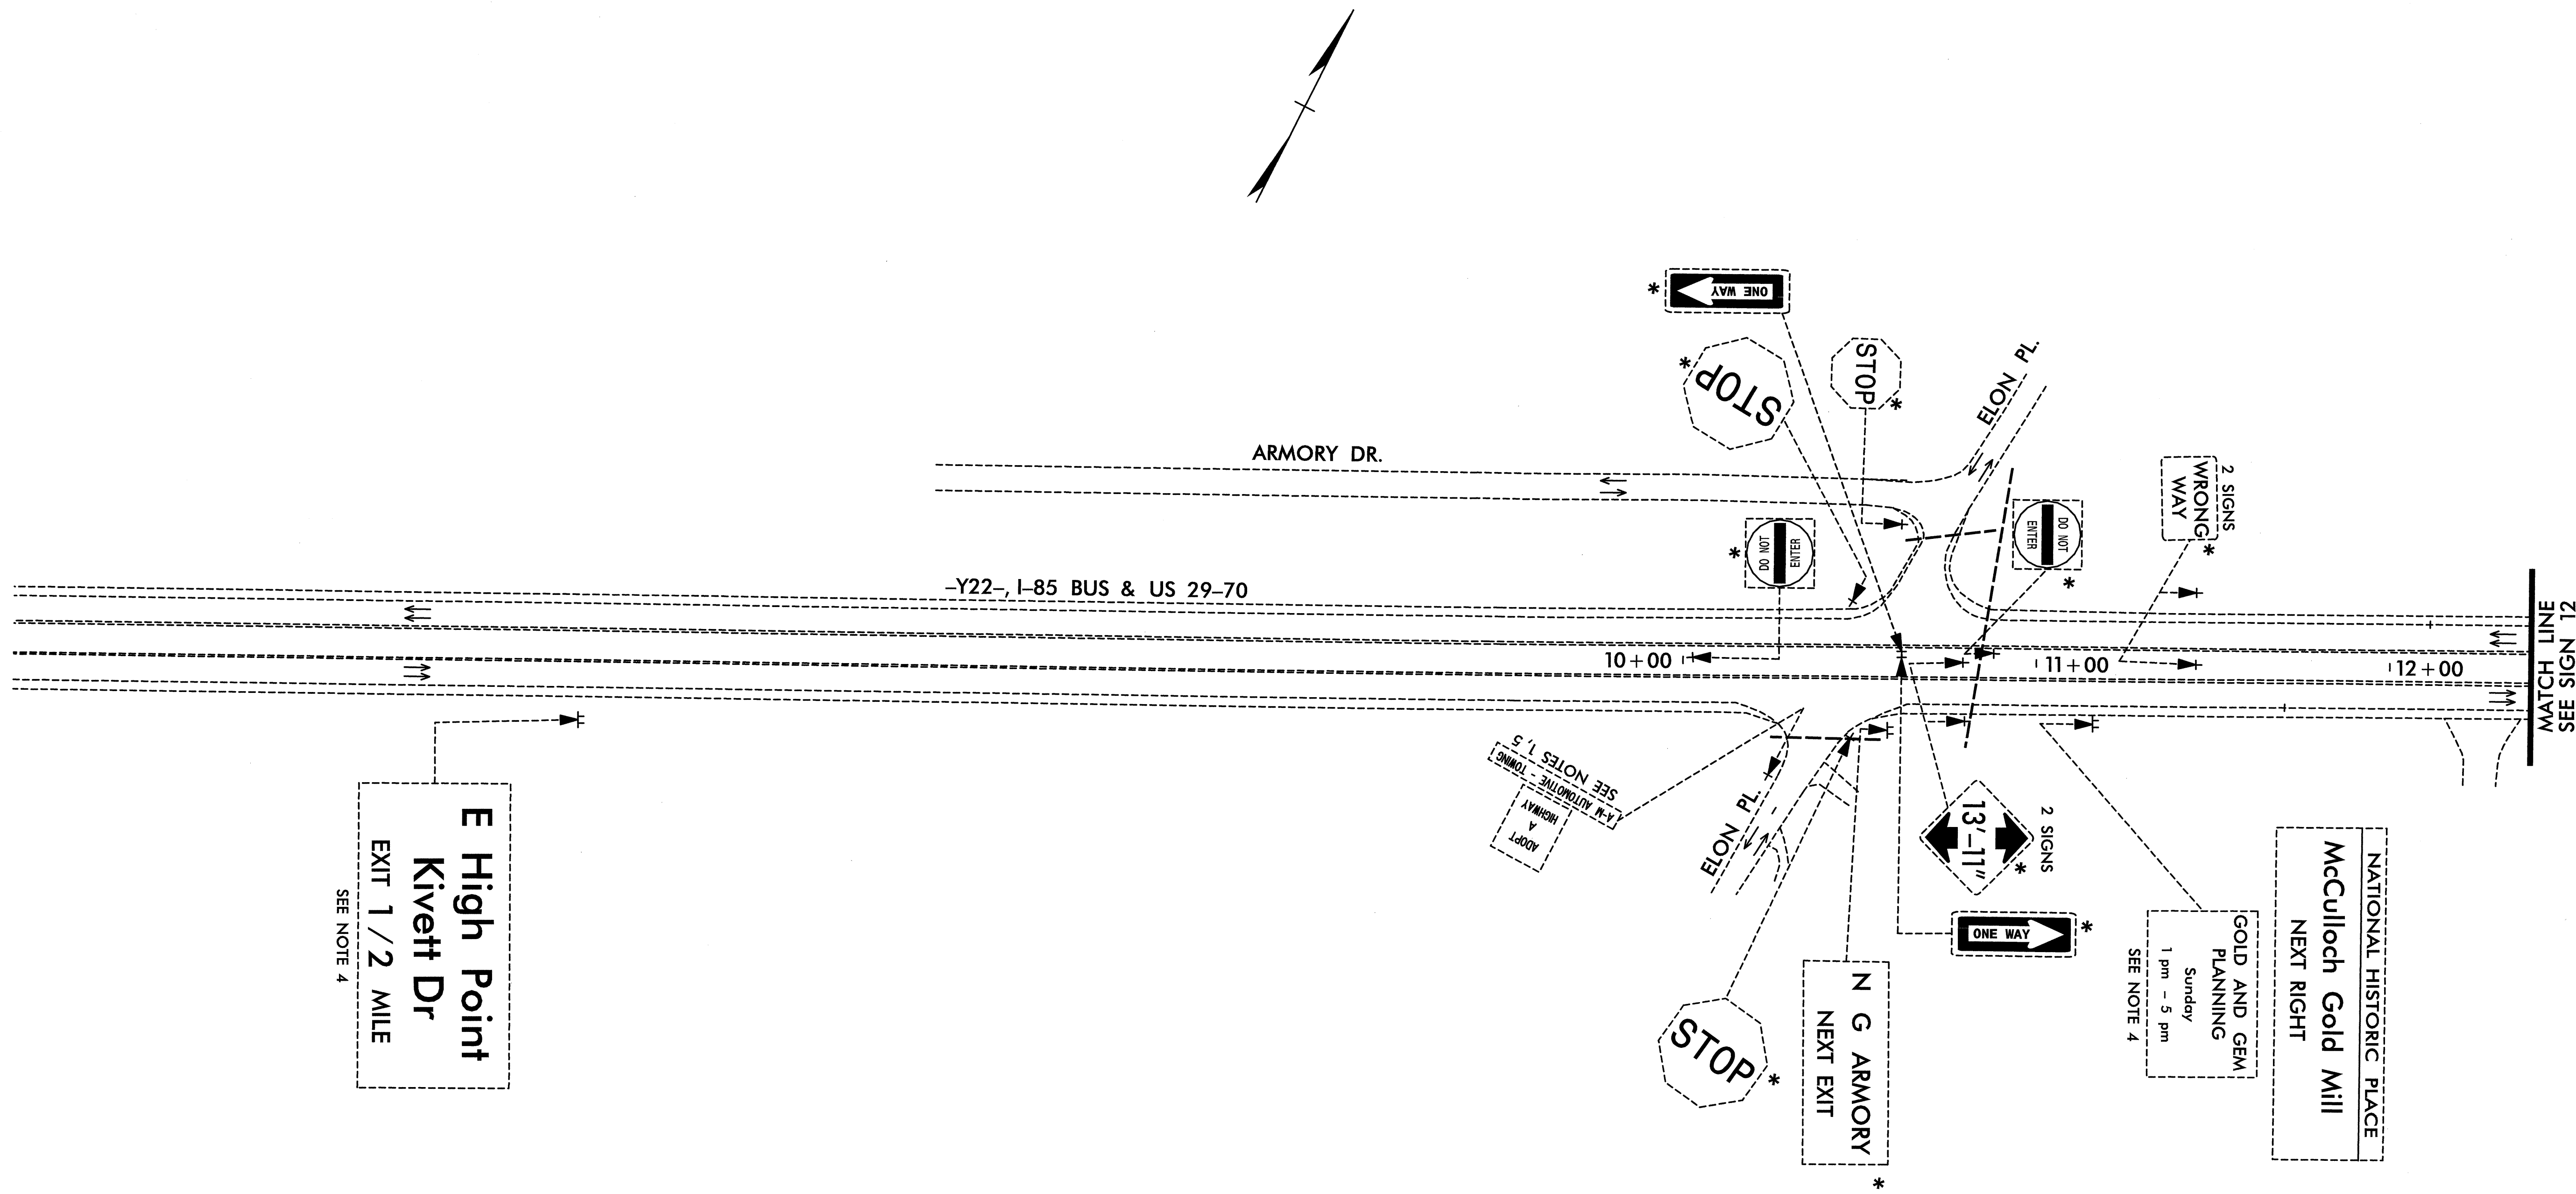 ONE WAY
*
STOP
*
STOP
*
ELON PL.
ARMORY DR.
2 SIGNS
WRONG
WAY
*
DO NOT
ENTER
*
DO NOT
ENTER
*
–Y22–, I–85 BUS & US 29–70
10+00
11+00
12+00
MATCH LINE
SEE SIGN 12
SEE NOTES 1, 5
A-M AUTOMOTIVE - TOWING
ADOPT
A
HIGHWAY
ELON PL.
2 SIGNS
13'–11"
*
ONE WAY
*
E High Point
Kivett Dr
EXIT 1/2 MILE
SEE NOTE 4
STOP
*
N G ARMORY
NEXT EXIT
*
GOLD AND GEM
PLANNING
Sunday
1 pm – 5 pm
SEE NOTE 4
NATIONAL HISTORIC PLACE
McCulloch Gold Mill
NEXT RIGHT